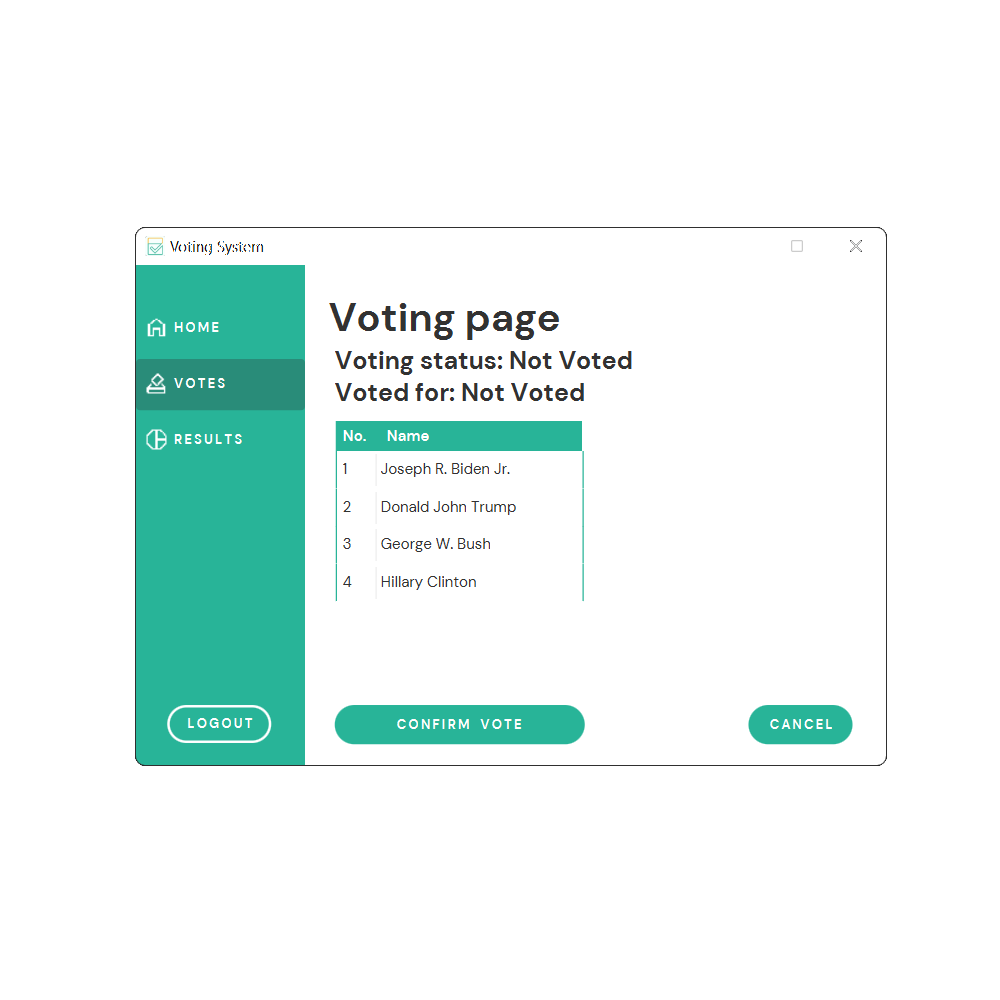 Voting System
HOME
VOTES
RESULTS
LOGOUT
Voting page
Voting status: Not Voted
Voted for: Not Voted
No. Name
1 Joseph R. Biden Jr.
2 Donald John Trump
3 George W. Bush
4 Hillary Clinton
CONFIRM VOTE
CANCEL